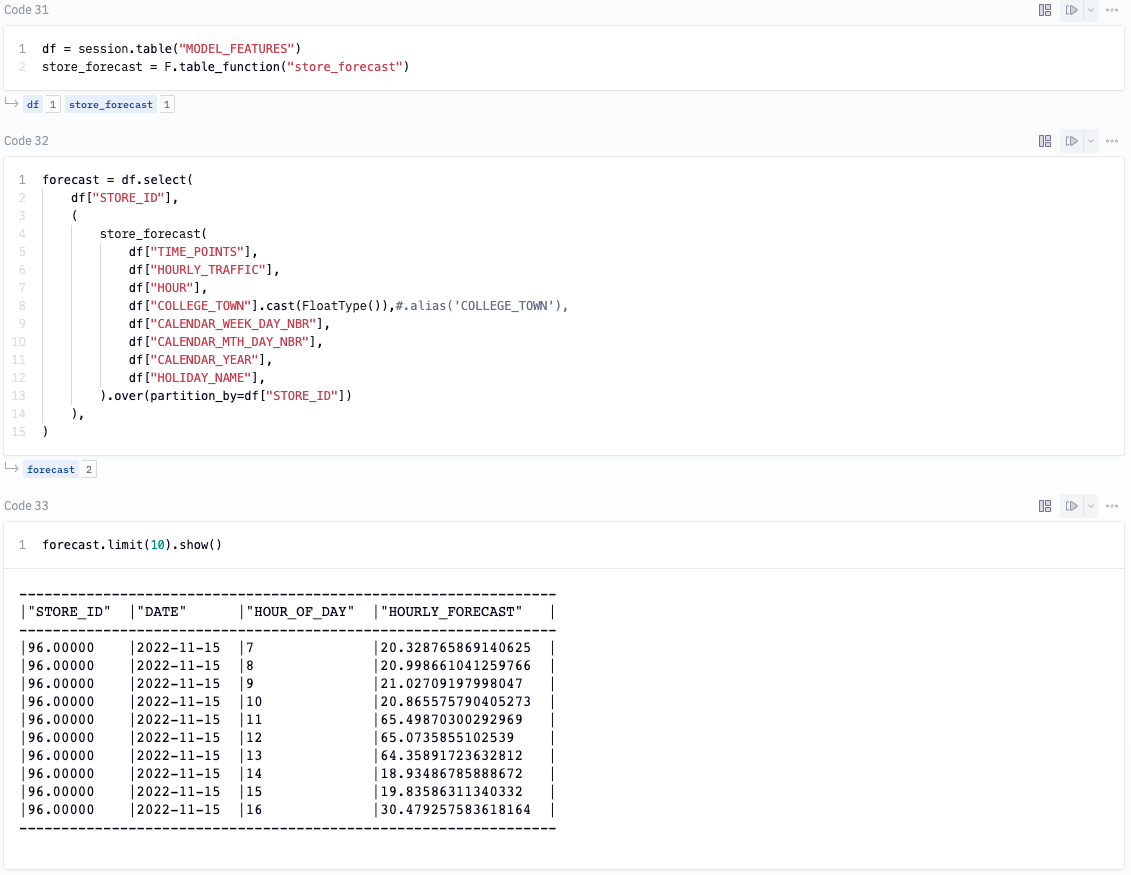 Code 31
1 df = session.table("MODEL_FEATURES")
2 store_forecast = F.table_function("store_forecast")
df 1 store_forecast 1
Code 32
1 forecast = df.select(
2     df["STORE_ID"],
3     (
4         store_forecast(
5             df["TIME_POINTS"],
6             df["HOURLY_TRAFFIC"],
7             df["HOUR"],
8             df["COLLEGE_TOWN"].cast(FloatType()),#.alias('COLLEGE_TOWN'),
9             df["CALENDAR_WEEK_DAY_NBR"],
10             df["CALENDAR_MTH_DAY_NBR"],
11             df["CALENDAR_YEAR"],
12             df["HOLIDAY_NAME"],
13         ).over(partition_by=df["STORE_ID"])
14     ),
15 )
forecast 2
Code 33
1 forecast.limit(10).show()
----------------------------------------------------------------
|"STORE_ID"  |"DATE"      |"HOUR_OF_DAY"  |"HOURLY_FORECAST"   |
----------------------------------------------------------------
|96.00000    |2022-11-15  |7              |20.328765869140625  |
|96.00000    |2022-11-15  |8              |20.998661041259766  |
|96.00000    |2022-11-15  |9              |21.02709197998047   |
|96.00000    |2022-11-15  |10             |20.865575790405273  |
|96.00000    |2022-11-15  |11             |65.49870300292969   |
|96.00000    |2022-11-15  |12             |65.0735855102539    |
|96.00000    |2022-11-15  |13             |64.35891723632812   |
|96.00000    |2022-11-15  |14             |18.93486785888672   |
|96.00000    |2022-11-15  |15             |19.83586311340332   |
|96.00000    |2022-11-15  |16             |30.479257583618164  |
----------------------------------------------------------------